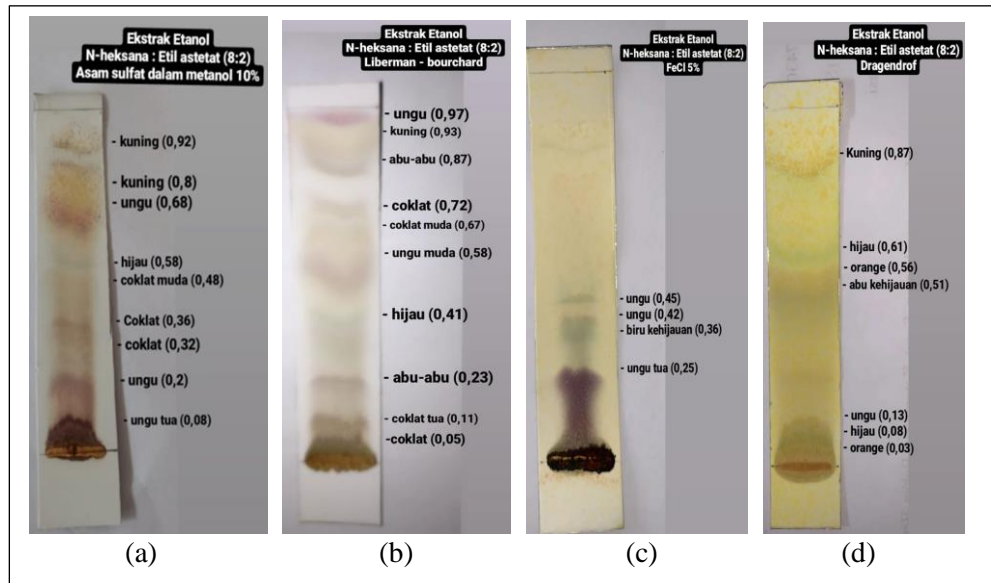 Ekstrak Etanol
N-heksana : Etil astetat (8:2)
Asam sulfat dalam metanol 10%
- kuning (0,92)
- kuning (0,8)
- ungu (0,68)
- hijau (0,58)
- coklat muda (0,48)
- Coklat (0,36)
- coklat (0,32)
- ungu (0,2)
- ungu tua (0,08)
(a)
Ekstrak Etanol
N-heksana : Etil astetat (8:2)
Liberman - bourchard
- ungu (0,97)
- kuning (0,93)
- abu-abu (0,87)
- coklat (0,72)
- coklat muda (0,67)
- ungu muda (0,58)
- hijau (0,41)
- abu-abu (0,23)
- coklat tua (0,11)
-coklat (0,05)
(b)
Ekstrak Etanol
N-heksana : Etil astetat (8:2)
FeCl 5%
- ungu (0,45)
- ungu (0,42)
- biru kehijauan (0,36)
- ungu tua (0,25)
(c)
Ekstrak Etanol
N-heksana : Etil astetat (8:2)
Dragendrof
- Kuning (0,87)
- hijau (0,61)
- orange (0,56)
- abu kehijauan (0,51)
- ungu (0,13)
- hijau (0,08)
- orange (0,03)
(d)